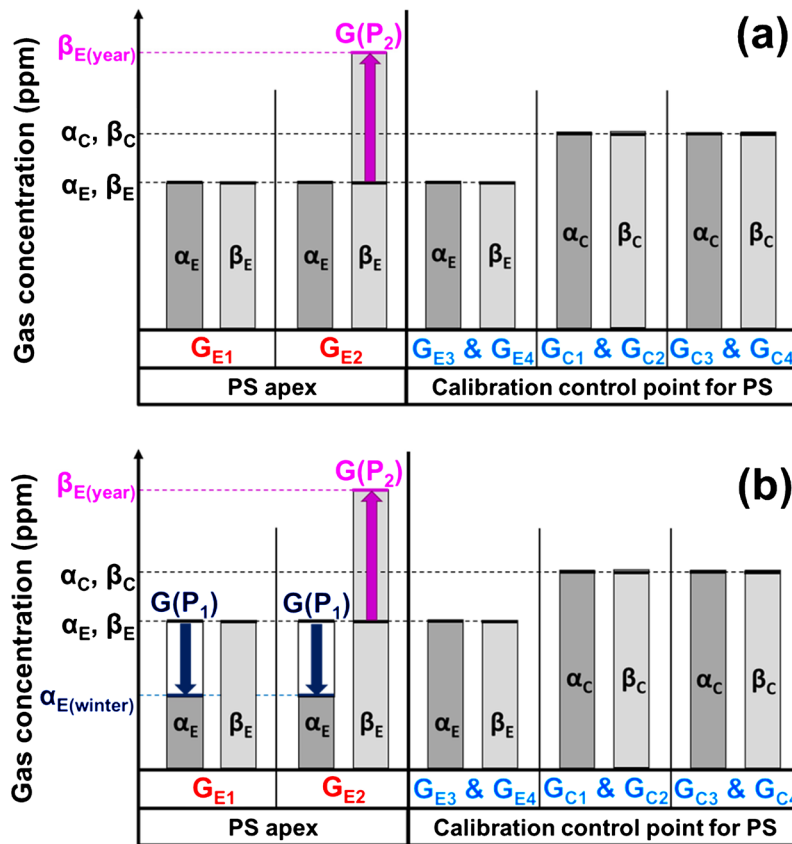 (a)
Gas concentration (ppm)
βE(year)
G(P2)
αC, βC
αE, βE
αE βE αE βE αE βE αC βC αC βC
GE1 GE2 GE3 & GE4 GC1 & GC2 GC3 & GC4
PS apex Calibration control point for PS
(b)
Gas concentration (ppm)
βE(year)
G(P2)
αC, βC
G(P1) G(P1)
αE, βE
αE(winter)
αE βE αE βE αE βE αC βC αC βC
GE1 GE2 GE3 & GE4 GC1 & GC2 GC3 & GC4
PS apex Calibration control point for PS